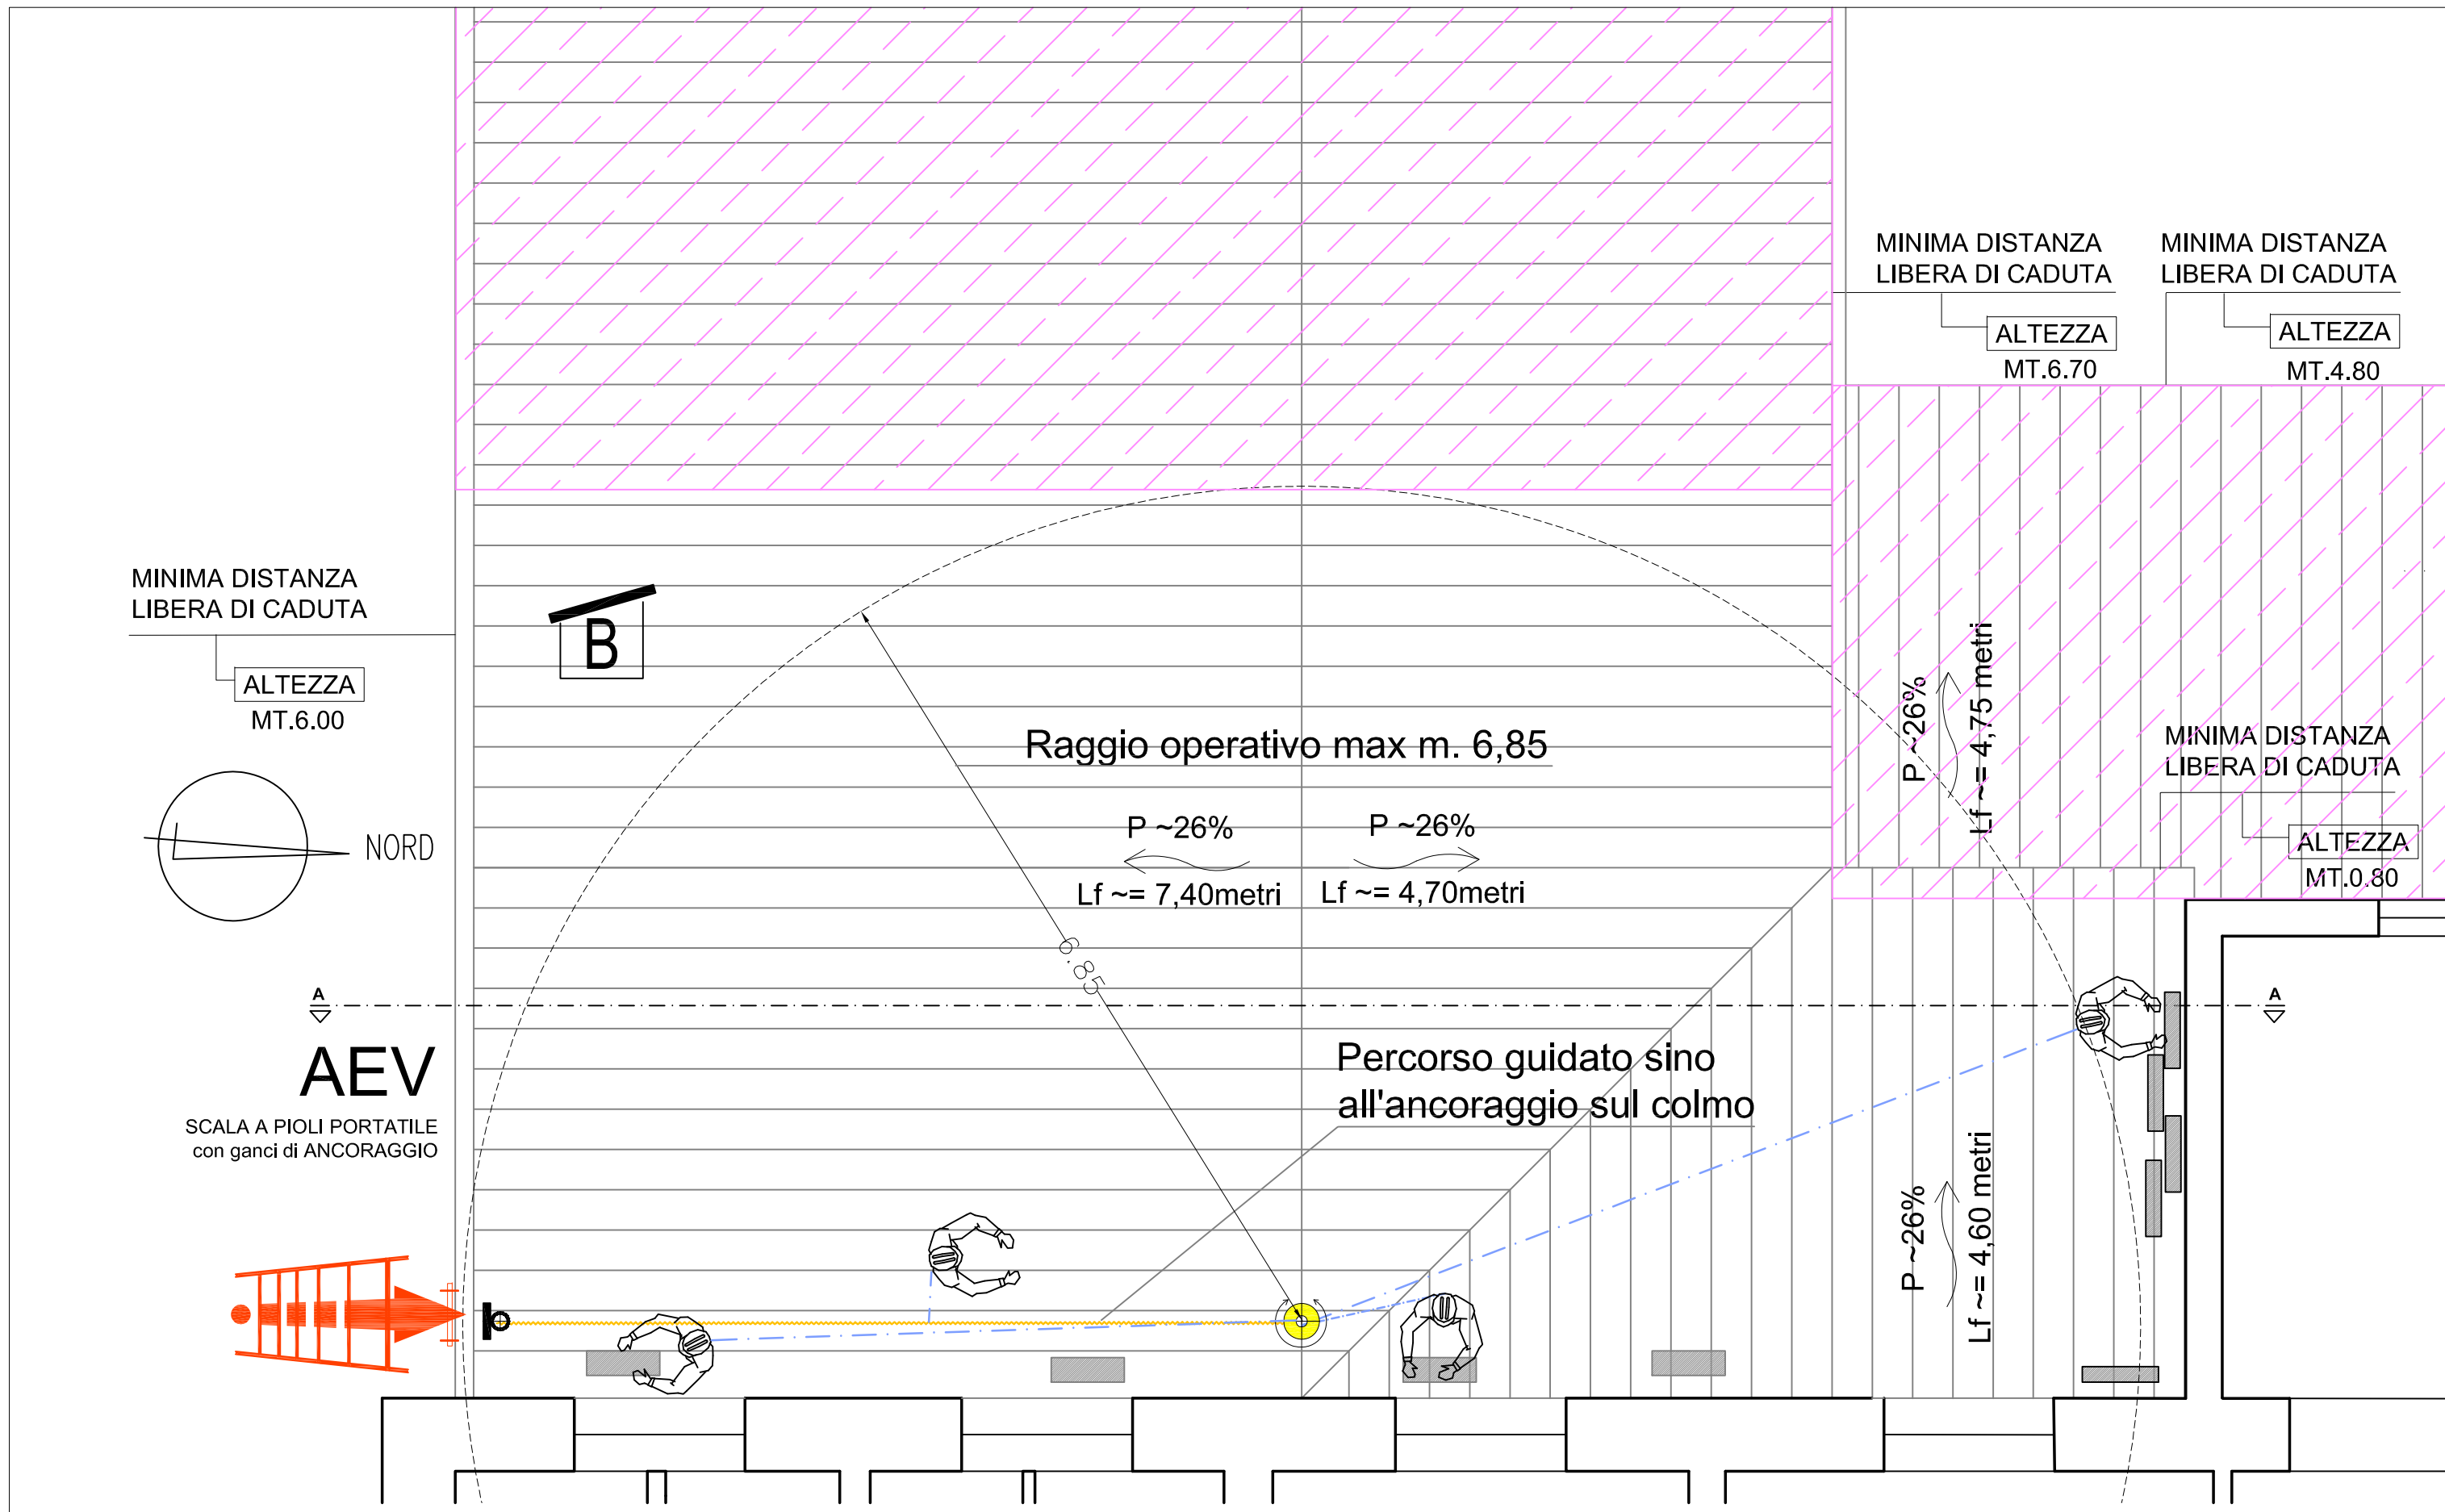 MINIMA DISTANZA
LIBERA DI CADUTA
ALTEZZA
MT.6.70
MINIMA DISTANZA
LIBERA DI CADUTA
ALTEZZA
MT.4.80
MINIMA DISTANZA
LIBERA DI CADUTA
ALTEZZA
MT.6.00
B
Raggio operativo max m. 6,85
P ~26%
Lf ~= 4,75 metri
MINIMA DISTANZA
LIBERA DI CADUTA
ALTEZZA
MT.0.80
NORD
P ~26%
Lf ~= 7,40metri
P ~26%
Lf ~= 4,70metri
6.85
A
A
AEV
SCALA A PIOLI PORTATILE
con ganci di ANCORAGGIO
Percorso guidato sino
all'ancoraggio sul colmo
P ~26%
Lf ~= 4,60 metri